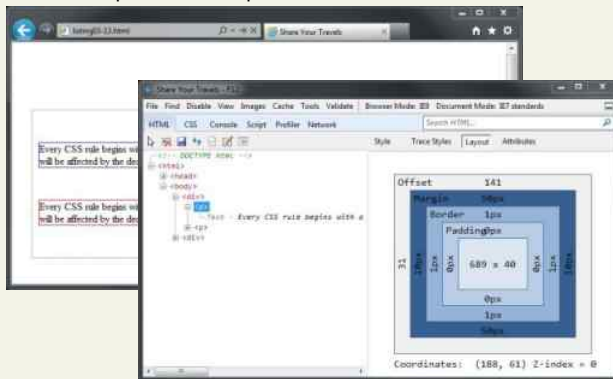 listing03-13.html
Share Your Travels
Every CSS rule begins wi
will be affected by the dec
Every CSS rule begins wi
will be affected by the dec
Share Your Travels - F12
File Find Disable View Images Cache Tools Validate Browser Mode: IE9 Document Mode: IE7 standards
HTML CSS Console Script Profiler Network Search HTML...
Style Trace Styles Layout Attributes
<!-- DOCTYPE html -->
<html>
<head>
<body>
<div>
<p>
Text - Every CSS rule begins with a
<p>
<div>
Offset 141
Margin 50px
Border 1px
Padding 0px
31 10px 1px 0px 689 x 40 0px 1px 10px
0px
1px
50px
Coordinates: (188, 61) Z-index = 0